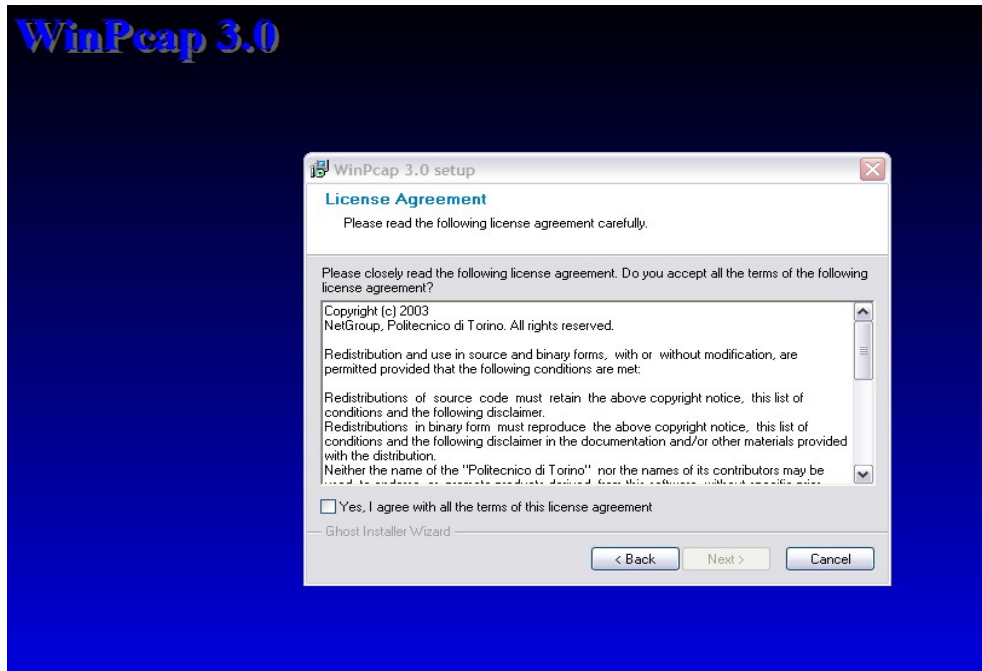 WinPcap 3.0
WinPcap 3.0 setup
License Agreement
Please read the following license agreement carefully.
Please closely read the following license agreement. Do you accept all the terms of the following
license agreement?
Copyright (c) 2003
NetGroup, Politecnico di Torino. All rights reserved.
Redistribution and use in source and binary forms, with or without modification, are
permitted provided that the following conditions are met:
Redistributions of source code must retain the above copyright notice, this list of
conditions and the following disclaimer.
Redistributions in binary form must reproduce the above copyright notice, this list of
conditions and the following disclaimer in the documentation and/or other materials provided
with the distribution.
Neither the name of the "Politecnico di Torino" nor the names of its contributors may be
Yes, I agree with all the terms of this license agreement
Ghost Installer Wizard
< Back Next > Cancel